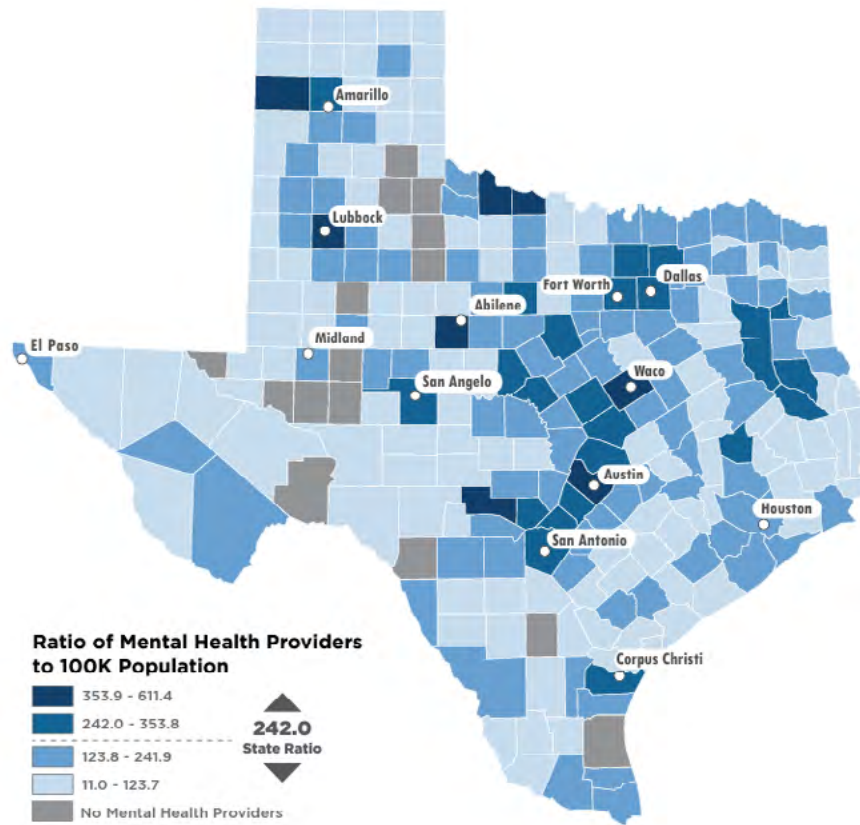 Amarillo
Lubbock
Fort Worth
Dallas
Abilene
El Paso
Midland
San Angelo
Waco
Austin
Houston
San Antonio
Corpus Christi
Ratio of Mental Health Providers
to 100K Population
353.9 - 611.4
242.0 - 353.8
123.8 - 241.9
11.0 - 123.7
No Mental Health Providers
242.0
State Ratio